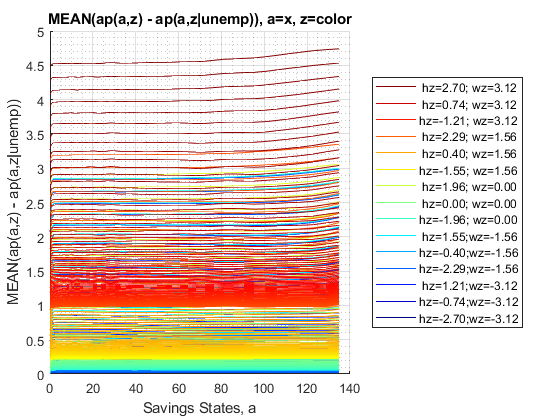 MEAN(ap(a,z) - ap(a,z|unemp)), a=x, z=color
MEAN(ap(a,z) - ap(a,z|unemp))
5
4.5
4
3.5
3
2.5
2
1.5
1
0.5
0
0 20 40 60 80 100 120 140
Savings States, a
hz=2.70; wz=3.12
hz=0.74; wz=3.12
hz=-1.21; wz=3.12
hz=2.29; wz=1.56
hz=0.40; wz=1.56
hz=-1.55; wz=1.56
hz=1.96; wz=0.00
hz=0.00; wz=0.00
hz=-1.96; wz=0.00
hz=1.55;wz=-1.56
hz=-0.40;wz=-1.56
hz=-2.29;wz=-1.56
hz=1.21;wz=-3.12
hz=-0.74;wz=-3.12
hz=-2.70;wz=-3.12